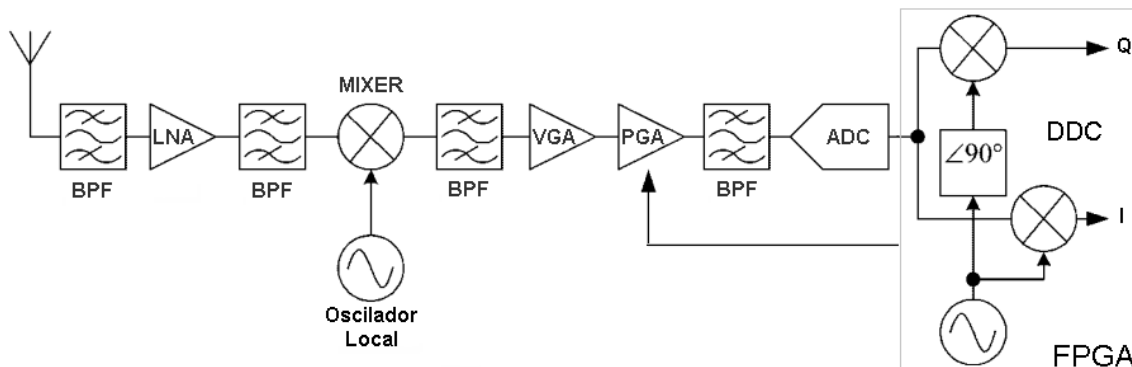 MIXER
LNA
VGA
PGA
ADC
BPF
BPF
BPF
BPF
Oscilador
Local
Q
∠90°
DDC
I
FPGA